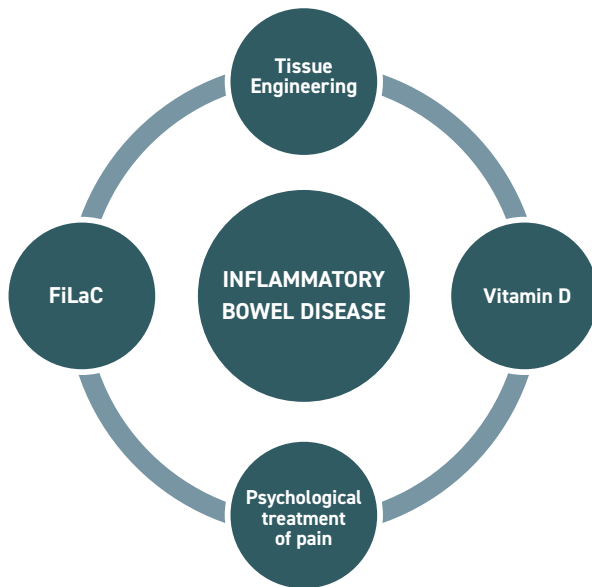 Tissue
Engineering
FiLaC
INFLAMMATORY
BOWEL DISEASE
Vitamin D
Psychological
treatment
of pain